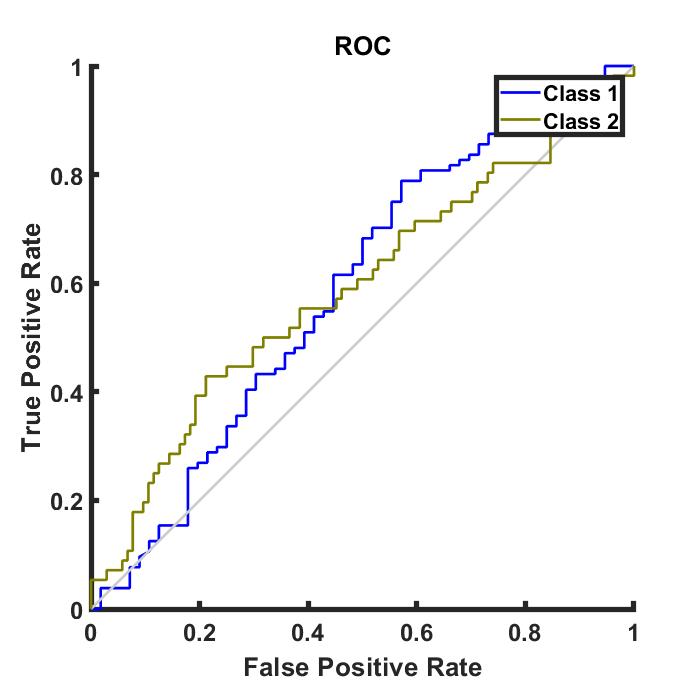 ROC
1
Class 1
Class 2
0.8
0.6
0.4
0.2
0
True Positive Rate
0 0.2 0.4 0.6 0.8 1
False Positive Rate